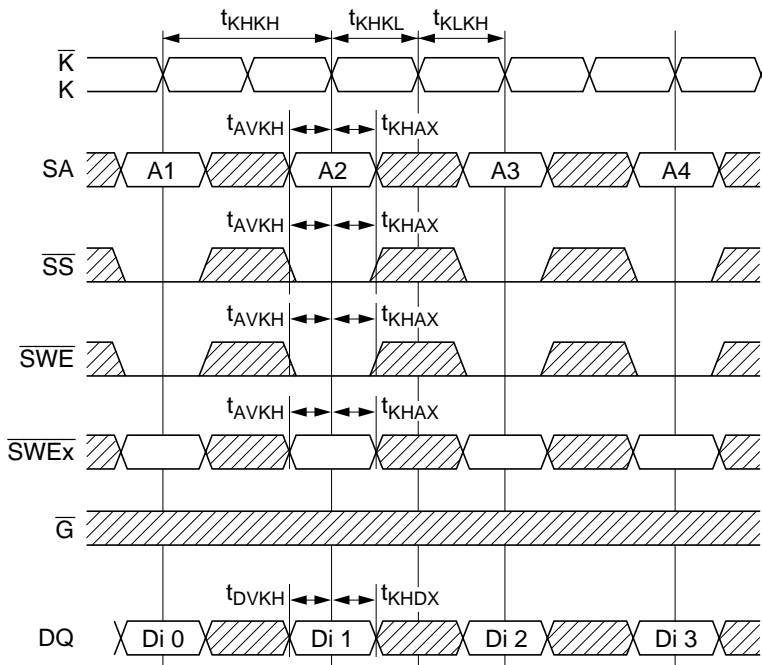 tKHKH tKHKL tKLKH
K
K
tAVKH tKHAX
SA A1 A2 A3 A4
tAVKH tKHAX
SS
tAVKH tKHAX
SWE
tAVKH tKHAX
SWEx
G
tDVKH tKHDX
DQ Di 0 Di 1 Di 2 Di 3